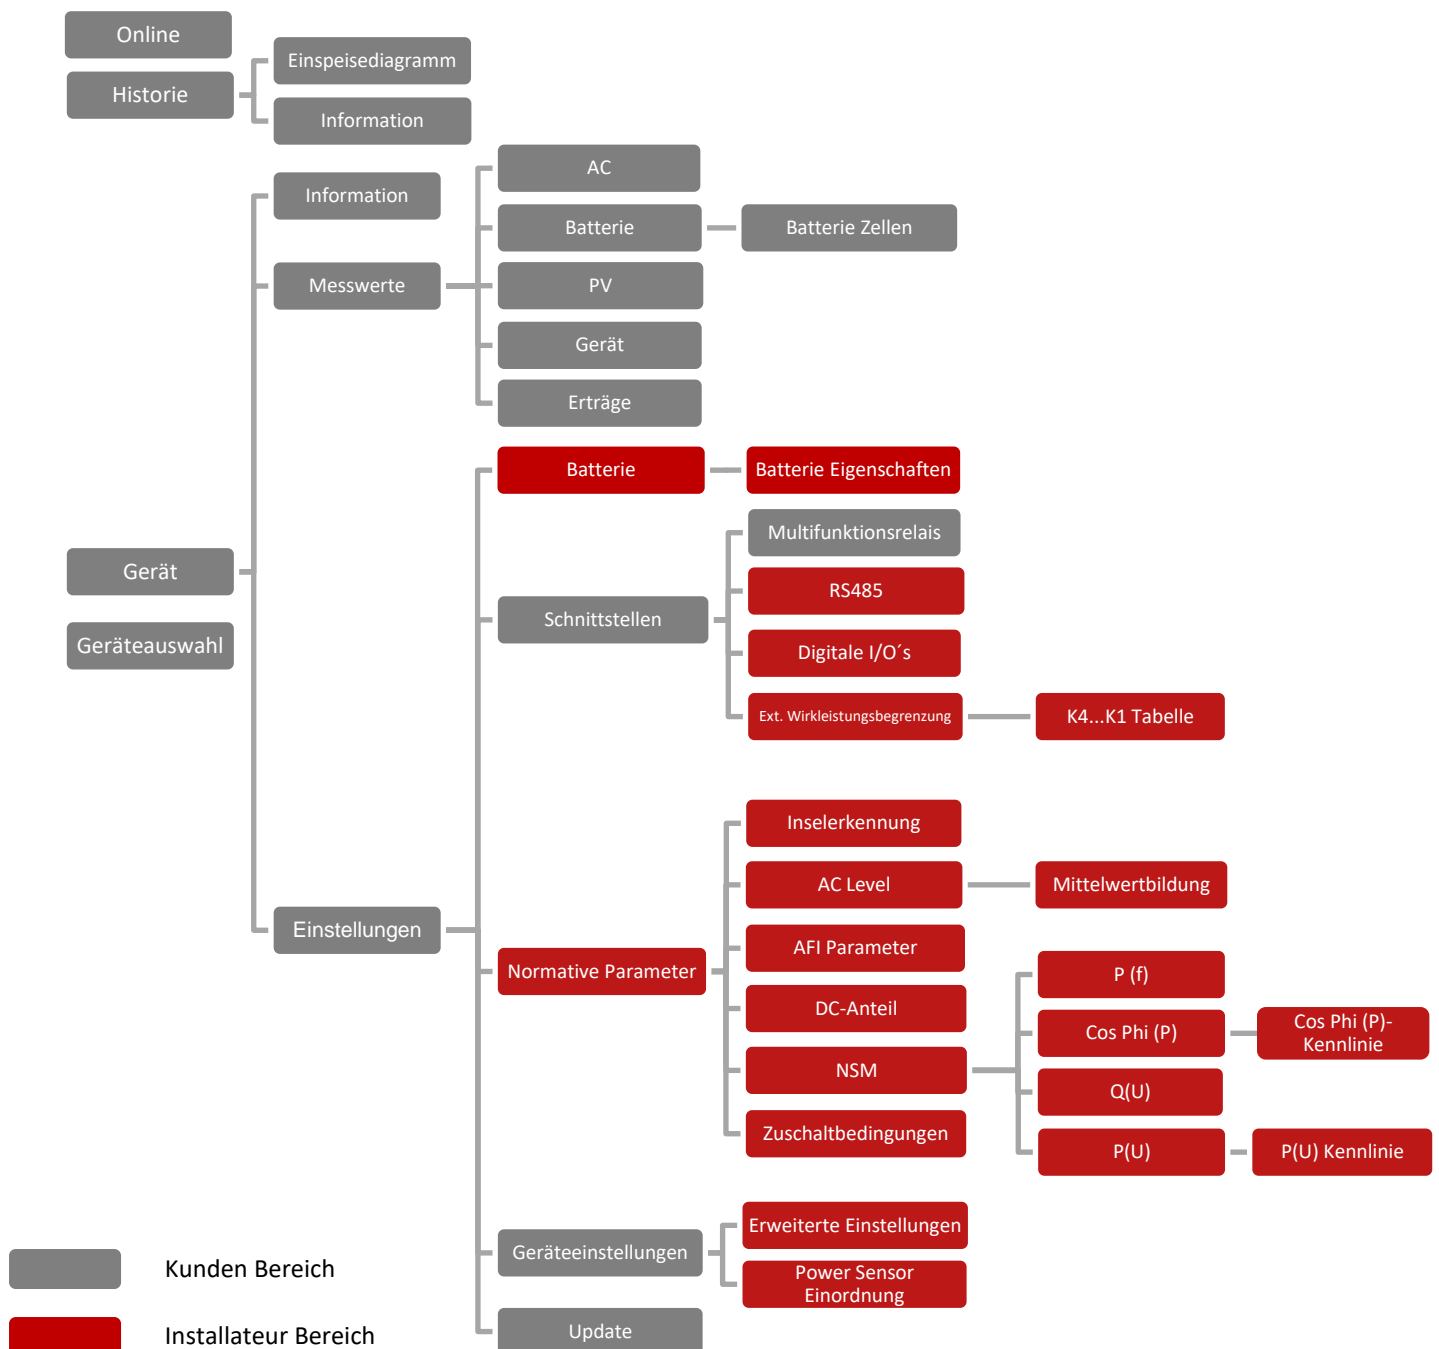 Online
Historie
Einspeisediagramm
Information
Information
Messwerte
AC
Batterie
Batterie Zellen
PV
Gerät
Erträge
Batterie
Batterie Eigenschaften
Gerät
Geräteauswahl
Schnittstellen
Multifunktionsrelais
RS485
Digitale I/O´s
Ext. Wirkleistungsbegrenzung
K4...K1 Tabelle
Einstellungen
Normative Parameter
Inselerkennung
AC Level
Mittelwertbildung
AFI Parameter
DC-Anteil
NSM
P (f)
Cos Phi (P)
Cos Phi (P)-
Kennlinie
Q(U)
P(U)
P(U) Kennlinie
Zuschaltbedingungen
Geräteeinstellungen
Erweiterte Einstellungen
Power Sensor
Einordnung
Update
Kunden Bereich
Installateur Bereich